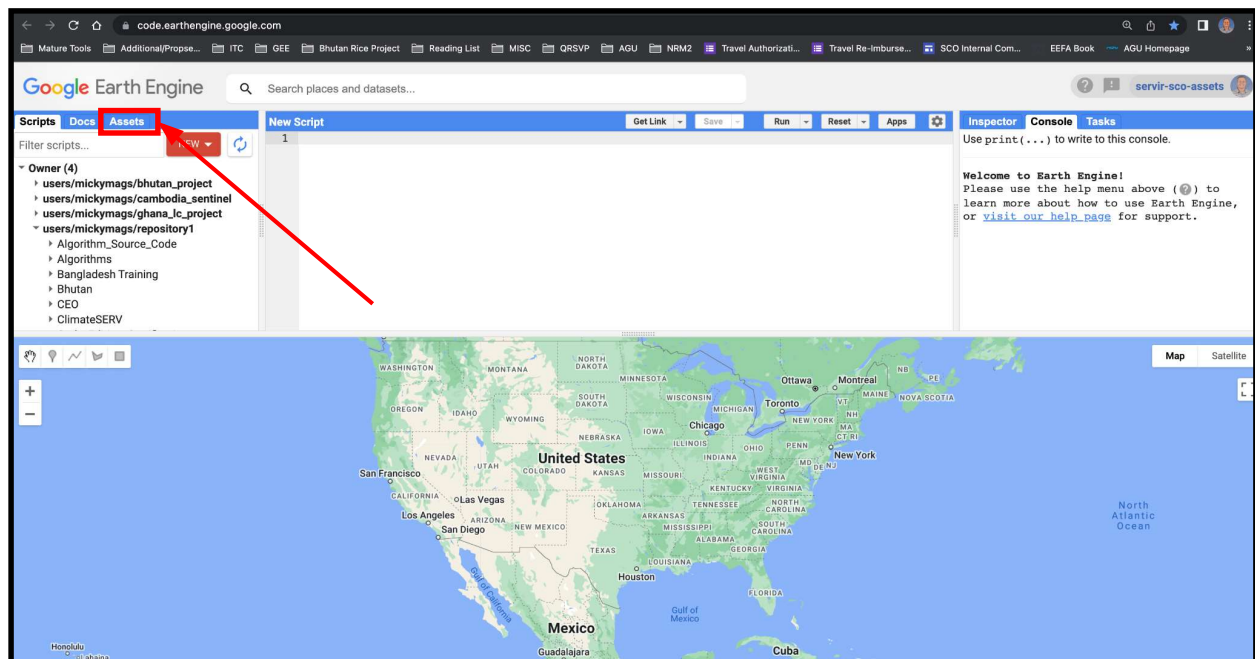 code.earthengine.google.com
Mature Tools Additional/Propse... ITC GEE Bhutan Rice Project Reading List MISC QRSVP AGU NRM2 Travel Authorizati... Travel Re-Imburse... SCO Internal Com... EEFA Book AGU Homepage »
Google Earth Engine Search places and datasets... servir-sco-assets
Scripts Docs Assets
Filter scripts... NEW
Owner (4)
users/mickymags/bhutan_project
users/mickymags/cambodia_sentinel
users/mickymags/ghana_lc_project
users/mickymags/repository1
Algorithm_Source_Code
Algorithms
Bangladesh Training
Bhutan
CEO
ClimateSERV
New Script Get Link Save Run Reset Apps
1
Inspector Console Tasks
Use print(...) to write to this console.
Welcome to Earth Engine!
Please use the help menu above (?) to
learn more about how to use Earth Engine,
or visit our help page for support.
Map Satellite
+
−
WASHINGTON
MONTANA
NORTH
DAKOTA
MINNESOTA
Ottawa
Montreal
NB
PE
SOUTH
DAKOTA
WISCONSIN
MICHIGAN
Toronto
VT
MAINE
NOVA SCOTIA
OREGON
IDAHO
WYOMING
NH
NEW YORK
MA
CT RI
Chicago
IOWA
NEBRASKA
ILLINOIS
INDIANA
OHIO
PENN
New York
NEVADA
UTAH
United States
COLORADO
KANSAS
MISSOURI
WEST
VIRGINIA
MD
DE NJ
San Francisco
KENTUCKY
VIRGINIA
CALIFORNIA
Las Vegas
OKLAHOMA
TENNESSEE
NORTH
CAROLINA
Los Angeles
ARIZONA
NEW MEXICO
ARKANSAS
MISSISSIPPI
SOUTH
CAROLINA
San Diego
ALABAMA
GEORGIA
TEXAS
LOUISIANA
Houston
FLORIDA
Gulf of
California
Gulf of
Mexico
Mexico
Guadalajara
Cuba
Honolulu
Lahaina
North
Atlantic
Ocean